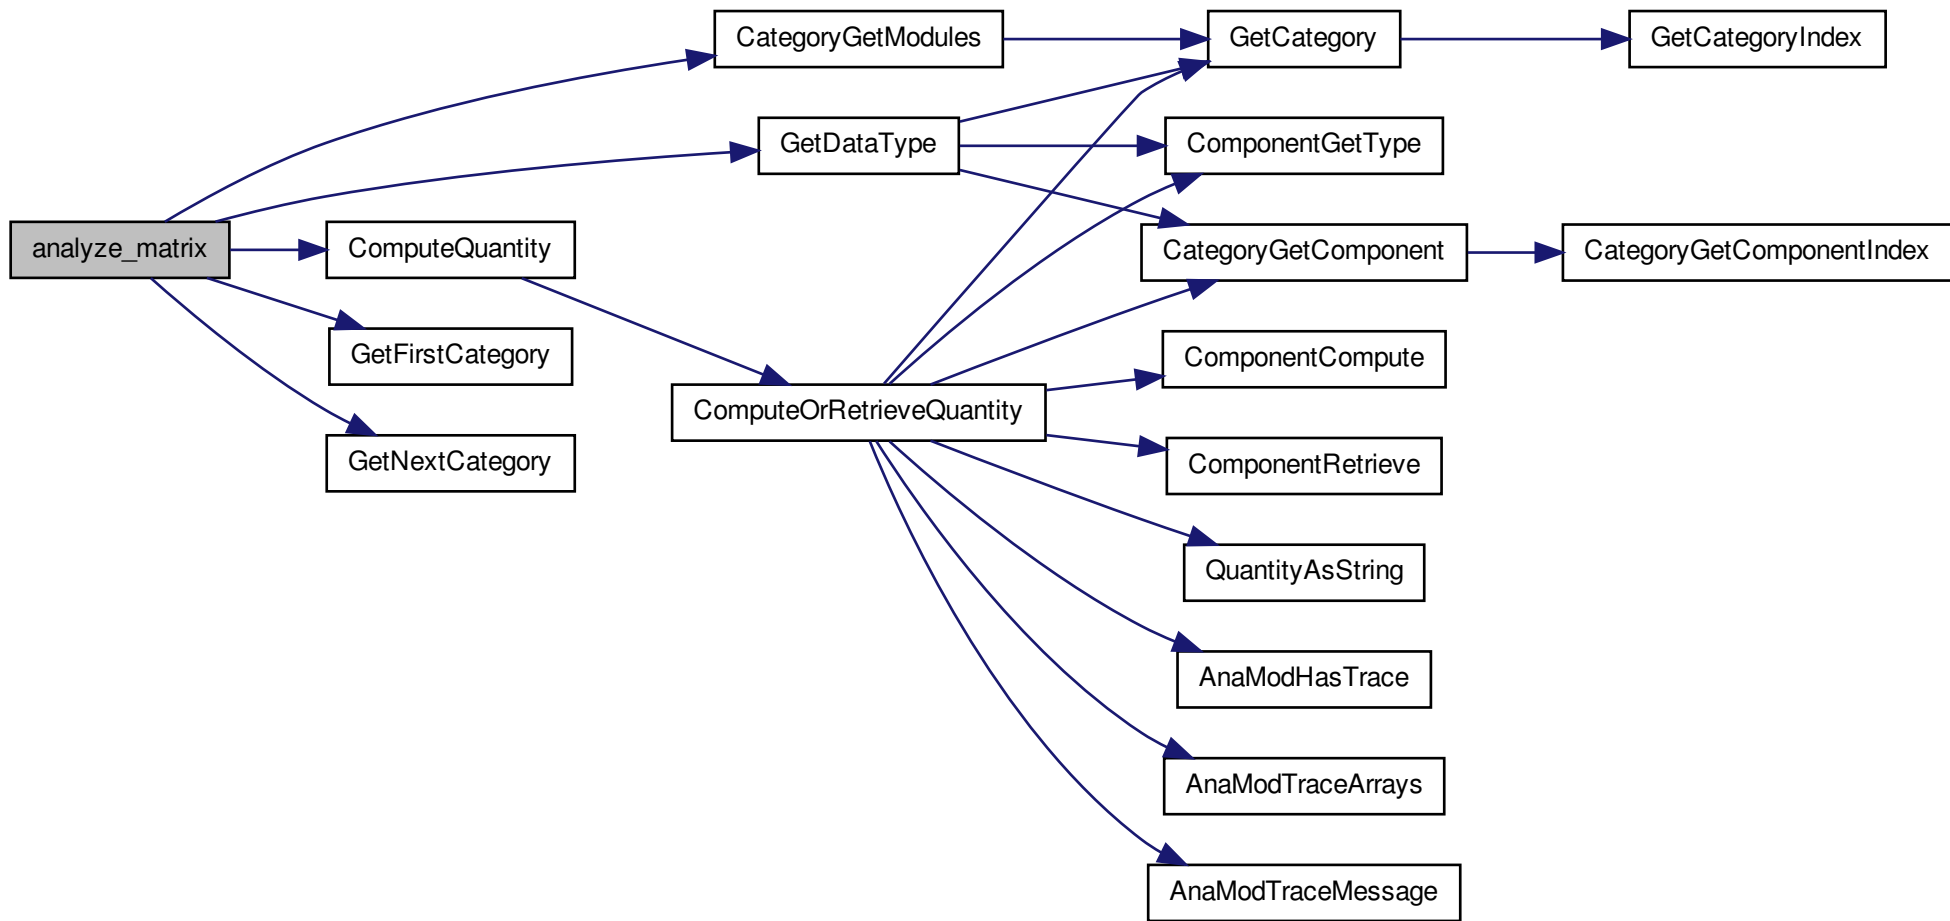 CategoryGetModules
GetCategory
GetCategoryIndex
GetDataType
ComponentGetType
analyze_matrix
ComputeQuantity
CategoryGetComponent
CategoryGetComponentIndex
GetFirstCategory
ComponentCompute
ComputeOrRetrieveQuantity
GetNextCategory
ComponentRetrieve
QuantityAsString
AnaModHasTrace
AnaModTraceArrays
AnaModTraceMessage